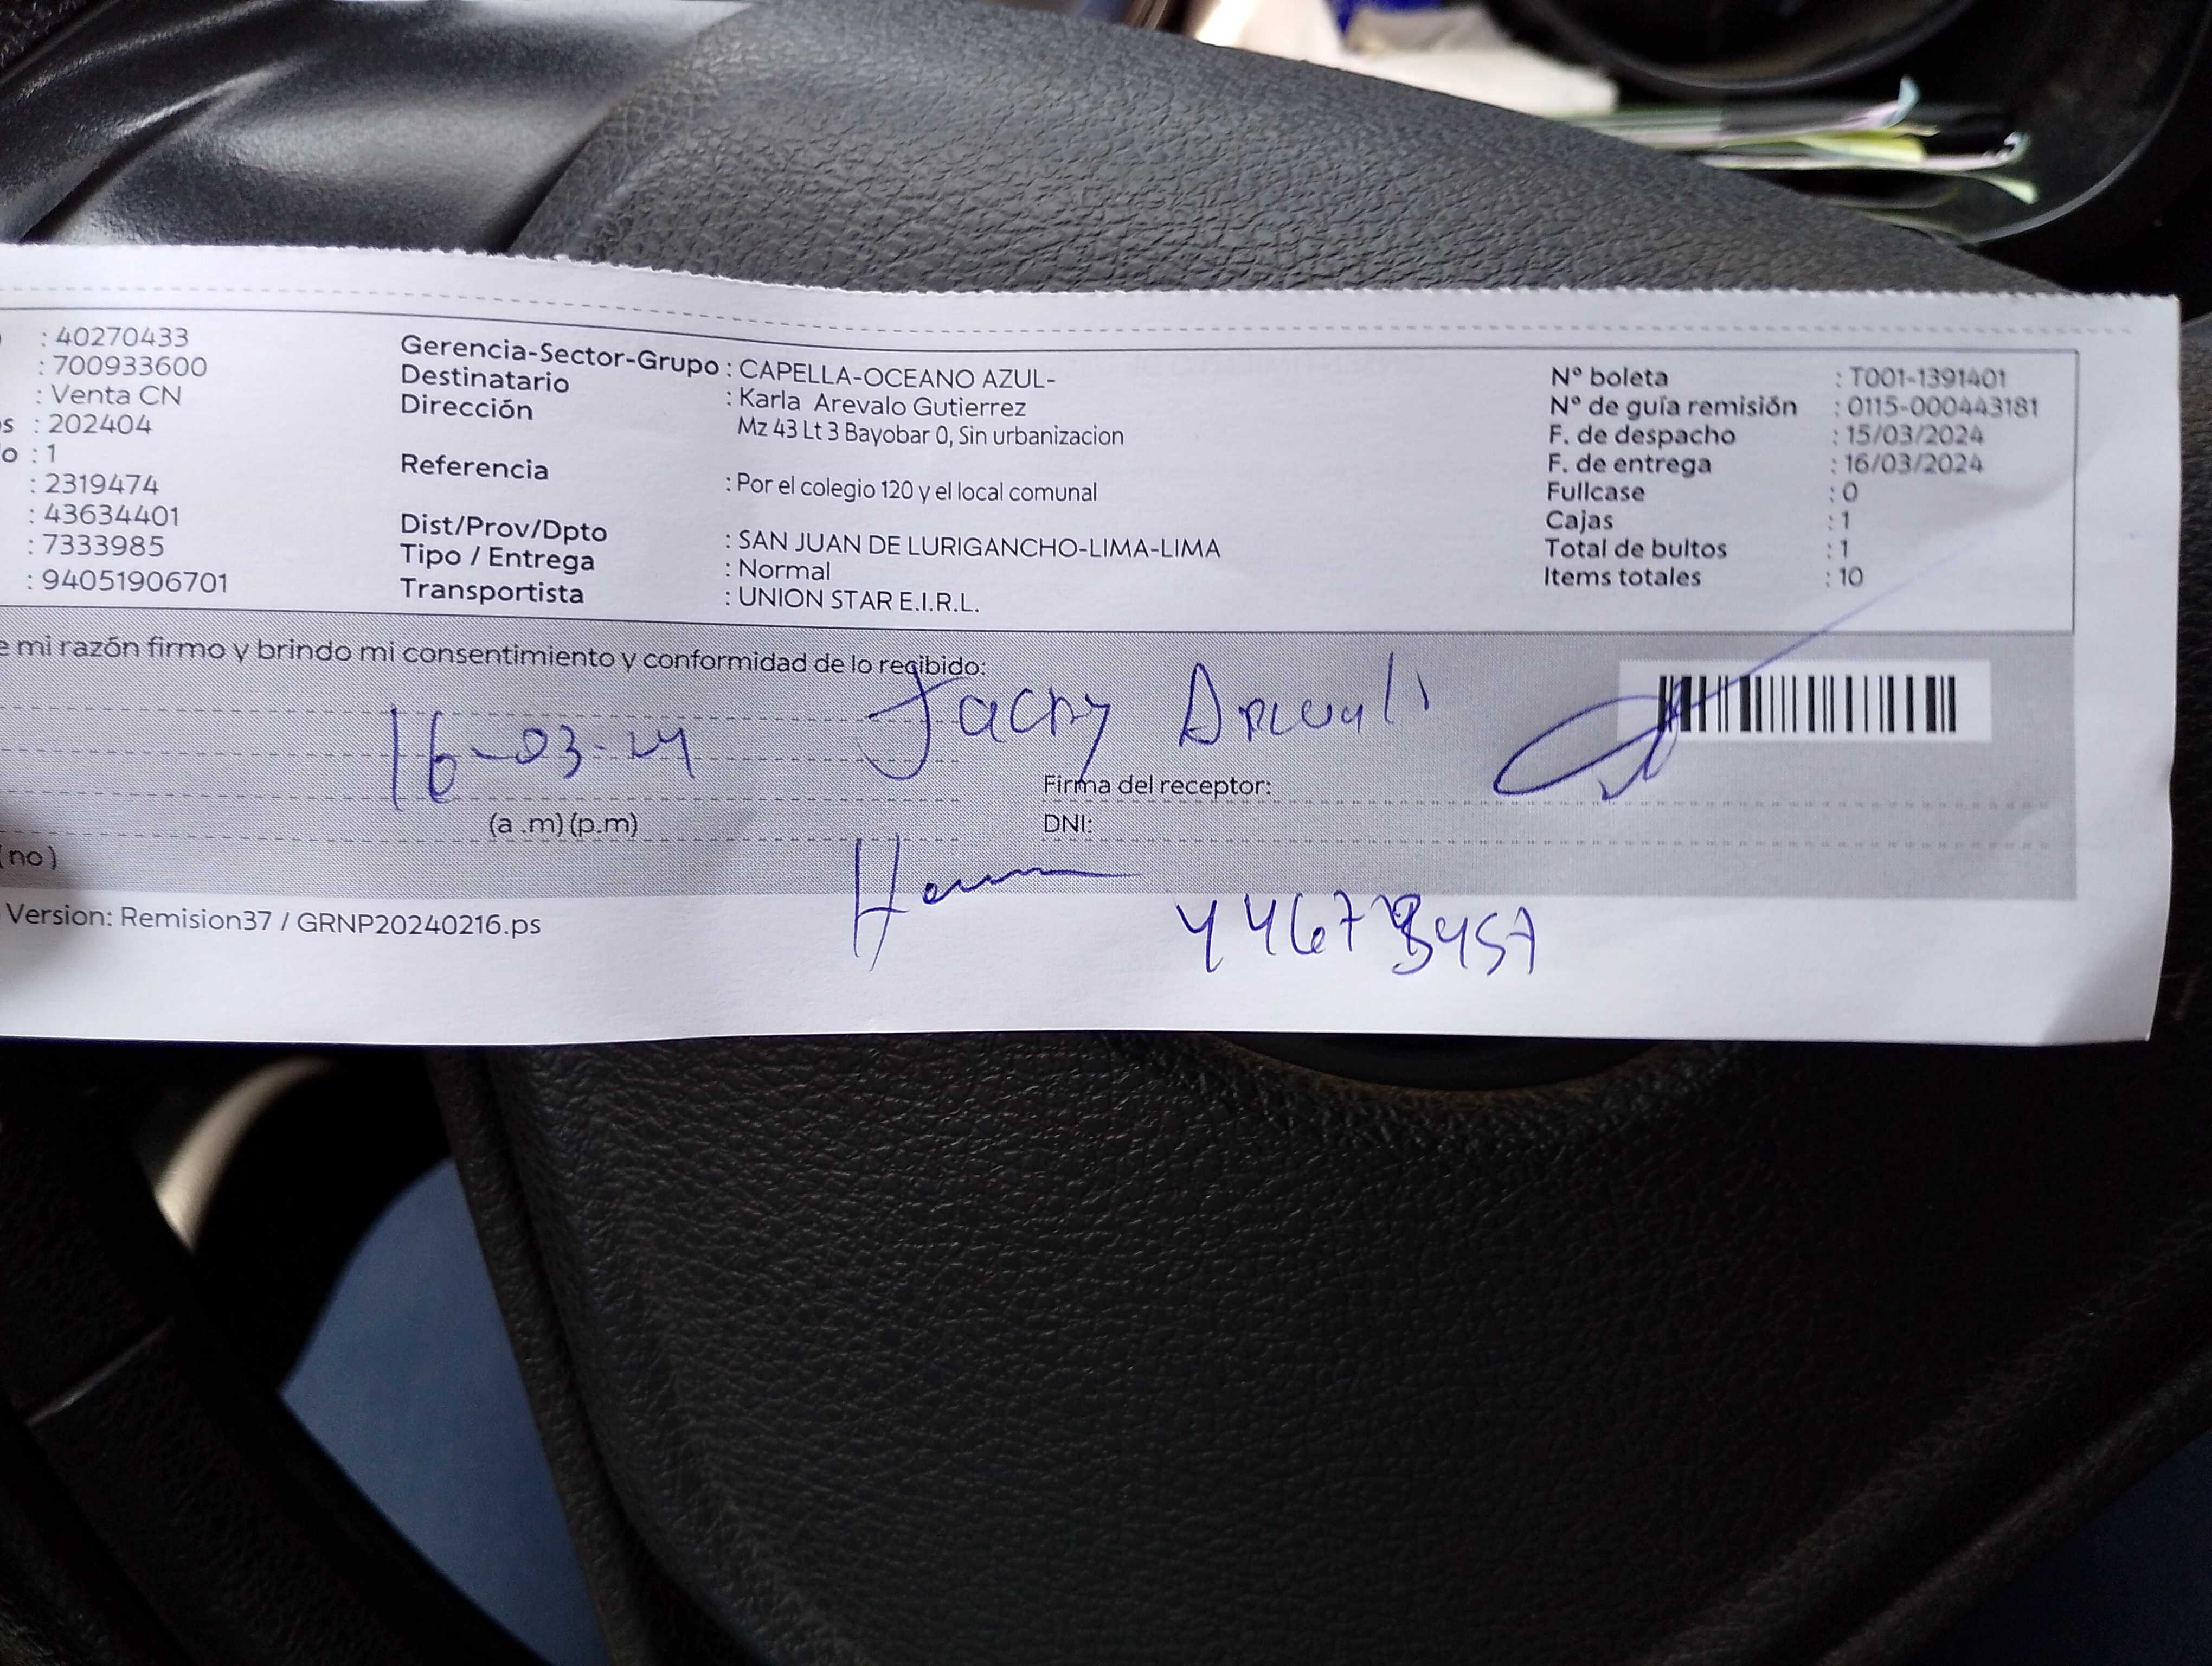 : 40270433
: 700933600
: Venta CN
s : 202404
o : 1
: 2319474
: 43634401
: 7333985
: 94051906701
Gerencia-Sector-Grupo : CAPELLA-OCEANO AZUL-
Destinatario : Karla Arevalo Gutierrez
Dirección Mz 43 Lt 3 Bayobar 0, Sin urbanizacion
Referencia : Por el colegio 120 y el local comunal
Dist/Prov/Dpto : SAN JUAN DE LURIGANCHO-LIMA-LIMA
Tipo / Entrega : Normal
Transportista : UNION STAR E.I.R.L.
N° boleta : T001-1391401
N° de guía remisión : 0115-000443181
F. de despacho : 15/03/2024
F. de entrega : 16/03/2024
Fullcase : 0
Cajas : 1
Total de bultos : 1
Items totales : 10
e mi razón firmo y brindo mi consentimiento y conformidad de lo recibido:
16-03-24
Firma del receptor:
(a .m) (p.m)
DNI:
(no)
Version: Remision37 / GRNP20240216.ps